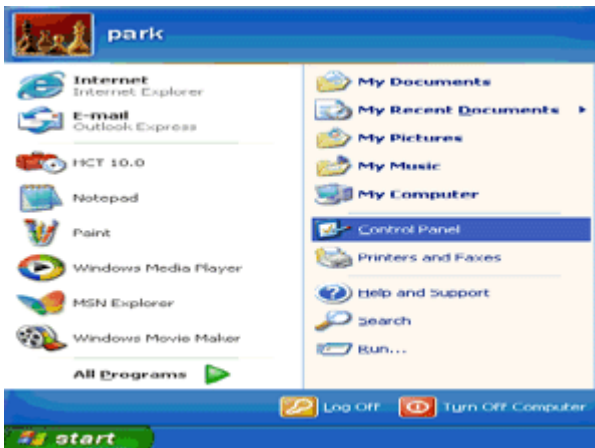 park
Internet
Internet Explorer
E-mail
Outlook Express
HCT 10.0
Notepad
Paint
Windows Media Player
MSN Explorer
Windows Movie Maker
All Programs
My Documents
My Recent Documents
My Pictures
My Music
My Computer
Control Panel
Printers and Faxes
Help and Support
Search
Run...
Log Off
Turn Off Computer
start